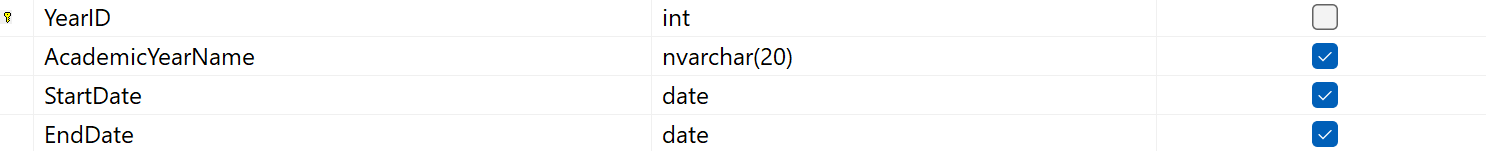 YearID int
AcademicYearName nvarchar(20)
StartDate date
EndDate date